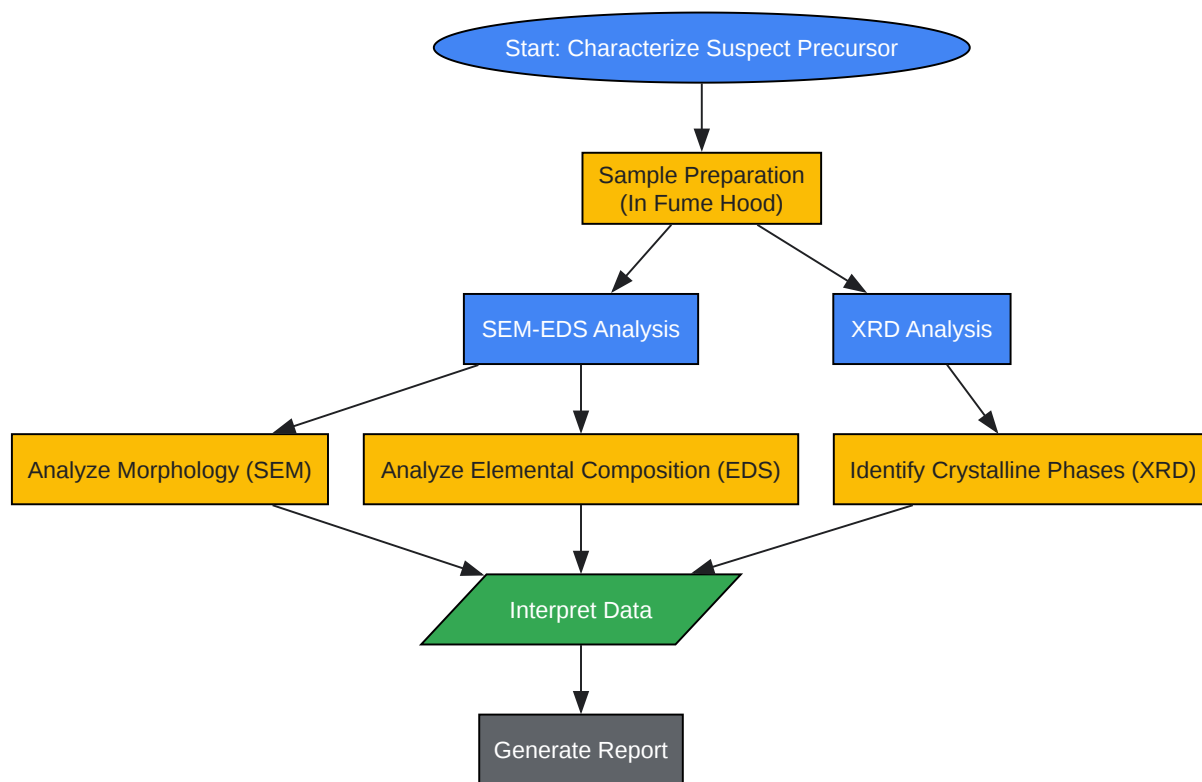 Start: Characterize Suspect Precursor
Sample Preparation
(In Fume Hood)
SEM-EDS Analysis
XRD Analysis
Analyze Morphology (SEM)
Analyze Elemental Composition (EDS)
Identify Crystalline Phases (XRD)
Interpret Data
Generate Report